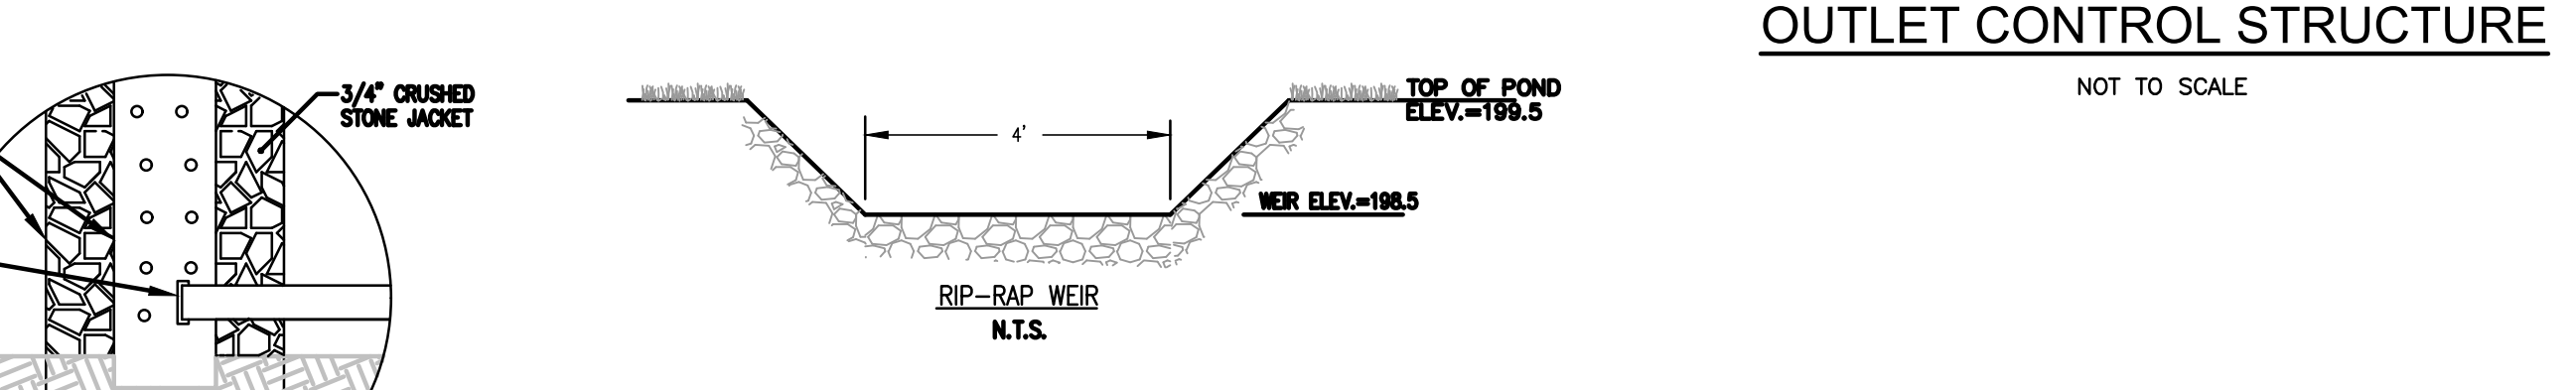 OUTLET CONTROL STRUCTURE
NOT TO SCALE
3/4" CRUSHED
STONE JACKET
TOP OF POND
ELEV.=199.5
4'
WEIR ELEV.=198.5
RIP-RAP WEIR
N.T.S.